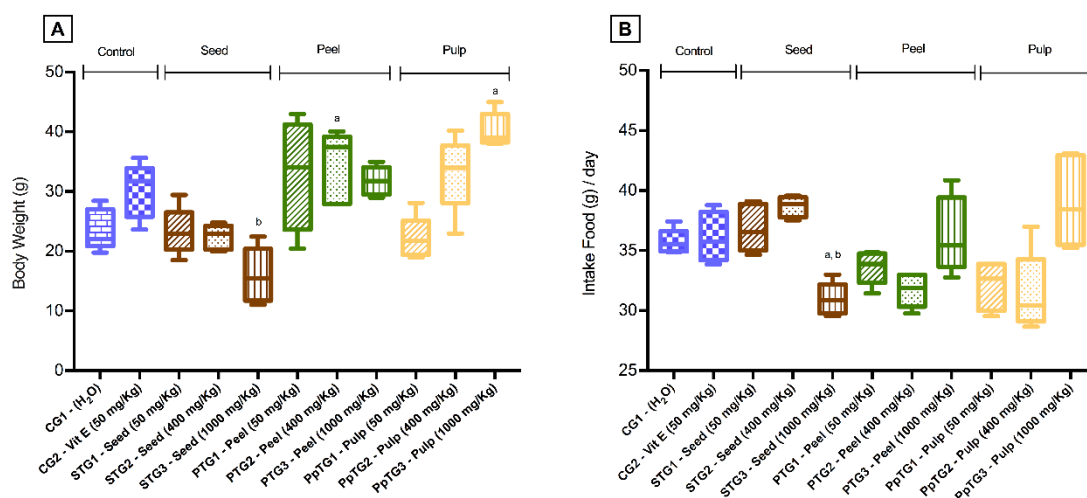 A
Control
Seed
Peel
Pulp
Body Weight (g)
50
40
30
20
10
0
a
a
b
CG1 - (H₂O)
CG2 - Vit E (50 mg/Kg)
STG1 - Seed (50 mg/Kg)
STG2 - Seed (400 mg/Kg)
STG3 - Seed (1000 mg/Kg)
PTG1 - Peel (50 mg/Kg)
PTG2 - Peel (400 mg/Kg)
PTG3 - Peel (1000 mg/Kg)
PpTG1 - Pulp (50 mg/Kg)
PpTG2 - Pulp (400 mg/Kg)
PpTG3 - Pulp (1000 mg/Kg)
B
Control
Seed
Peel
Pulp
Intake Food (g) / day
50
45
40
35
30
25
a, b
CG1 - (H₂O)
CG2 - Vit E (50 mg/Kg)
STG1 - Seed (50 mg/Kg)
STG2 - Seed (400 mg/Kg)
STG3 - Seed (1000 mg/Kg)
PTG1 - Peel (50 mg/Kg)
PTG2 - Peel (400 mg/Kg)
PTG3 - Peel (1000 mg/Kg)
PpTG1 - Pulp (50 mg/Kg)
PpTG2 - Pulp (400 mg/Kg)
PpTG3 - Pulp (1000 mg/Kg)